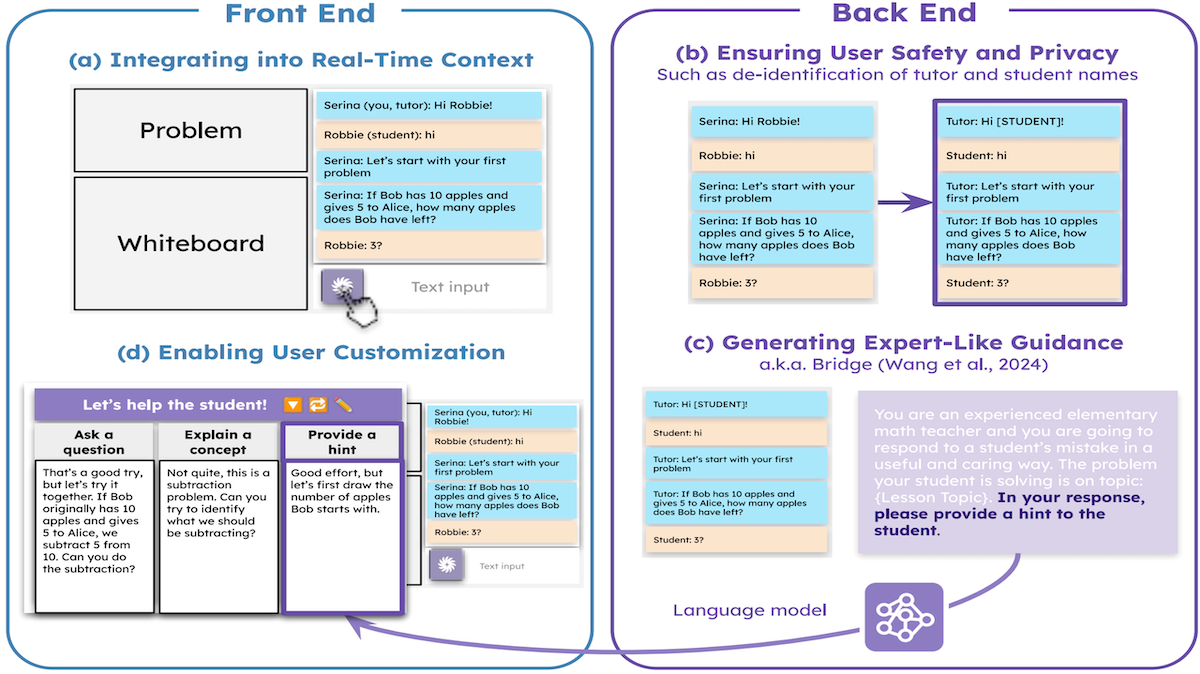 Front End
(a) Integrating into Real-Time Context
Problem
Whiteboard
Serina (you, tutor): Hi Robbie!
Robbie (student): hi
Serina: Let's start with your first
problem
Serina: If Bob has 10 apples and
gives 5 to Alice, how many apples
does Bob have left?
Robbie: 3?
Text input
(d) Enabling User Customization
Let's help the student!
Ask a
question
That's a good try,
but let's try it
together. If Bob
originally has 10
apples and gives
5 to Alice, we
subtract 5 from
10. Can you do
the subtraction?
Explain a
concept
Not quite, this is a
subtraction
problem. Can you
try to identify
what we should
be subtracting?
Provide a
hint
Good effort, but
let's first draw the
number of apples
Bob starts with.
Serina (you, tutor): Hi
Robbie!
Robbie (student): hi
Serina: Let's start with your first
problem
Serina: If Bob has 10
apples and gives 5 to Alice,
how many apples does Bob
have left?
Robbie: 3?
Text input
Back End
(b) Ensuring User Safety and Privacy
Such as de-identification of tutor and student names
Serina: Hi Robbie!
Robbie: hi
Serina: Let's start with your
first problem
Serina: If Bob has 10
apples and gives 5 to Alice,
how many apples does Bob
have left?
Robbie: 3?
Tutor: Hi [STUDENT]!
Student: hi
Tutor: Let's start with your
first problem
Tutor: If Bob has 10 apples
and gives 5 to Alice, how
many apples does Bob
have left?
Student: 3?
(c) Generating Expert-Like Guidance
a.k.a. Bridge (Wang et al., 2024)
Tutor: Hi [STUDENT]!
Student: hi
Tutor: Let's start with your first
problem
Tutor: If Bob has 10 apples and
gives 5 to Alice, how many apples
does Bob have left?
Student: 3?
You are an experienced elementary
math teacher and you are going to
respond to a student's mistake in a
useful and caring way. The problem
your student is solving is on topic:
{Lesson Topic}. In your response,
please provide a hint to the
student.
Language model